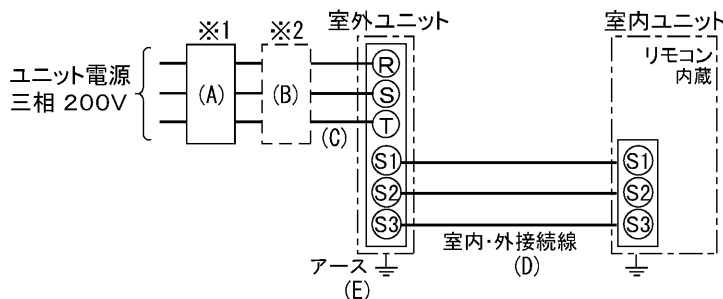 ※1
※2
室外ユニット
室内ユニット
ユニット電源
三相 200V
(A)
(B)
(C)
R
S
T
リモコン
内蔵
S1
S2
S3
S1
S2
S3
室内・外接続線
(D)
アース
(E)